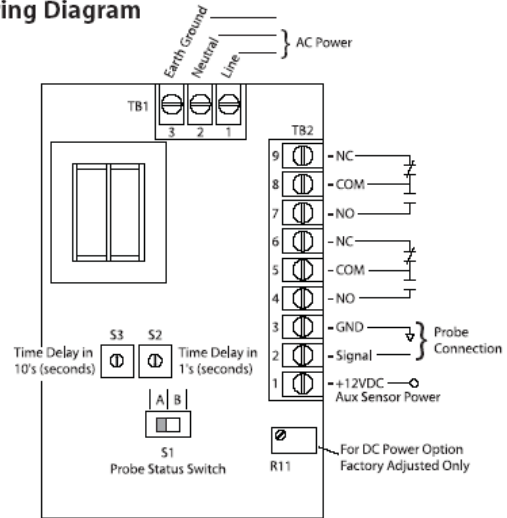 ring Diagram
Earth Ground
Neutral
Line
AC Power
TB1
3 2 1
TB2
9 NC
8 COM
7 NO
6 NC
5 COM
4 NO
3 GND
2 Signal
Probe
Connection
1 +12VDC
Aux Sensor Power
S3 S2
Time Delay in
10's (seconds)
Time Delay in
1's (seconds)
A B
S1
Probe Status Switch
R11
For DC Power Option
Factory Adjusted Only